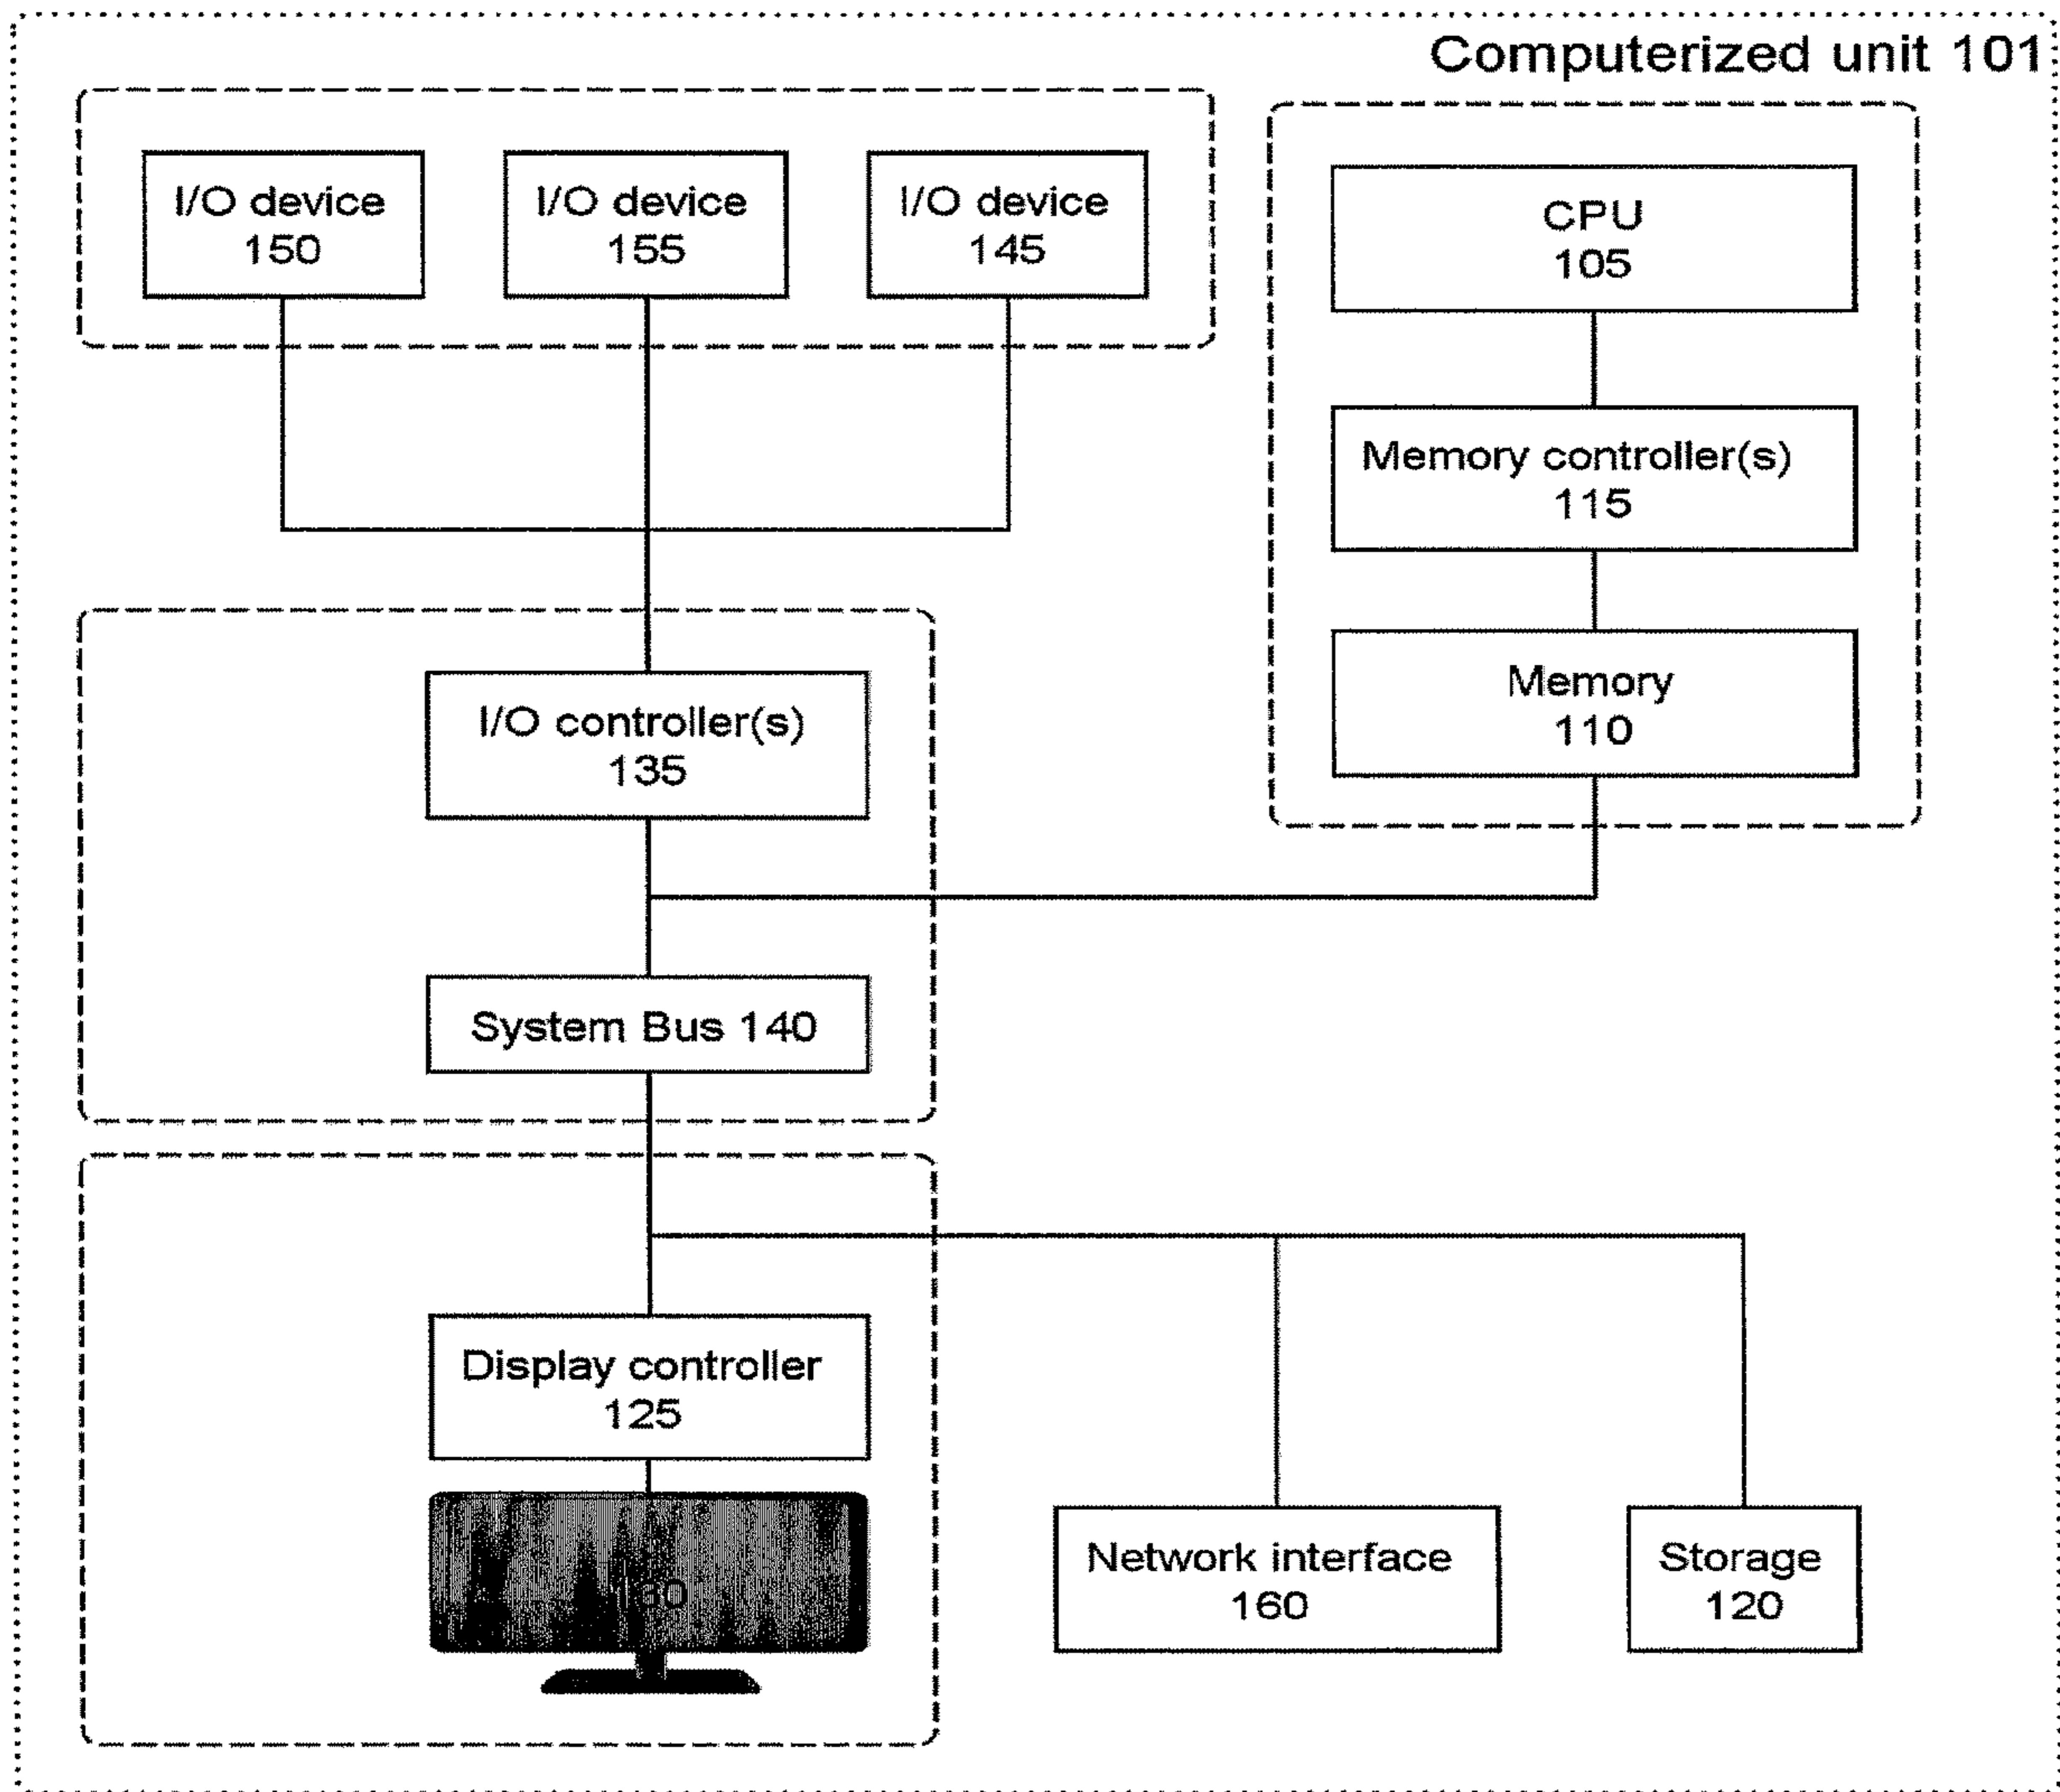 Computerized unit 101
I/O device
150
I/O device
155
I/O device
145
CPU
105
Memory controller(s)
115
Memory
110
I/O controller(s)
135
System Bus 140
Display controller
125
130
Network interface
160
Storage
120